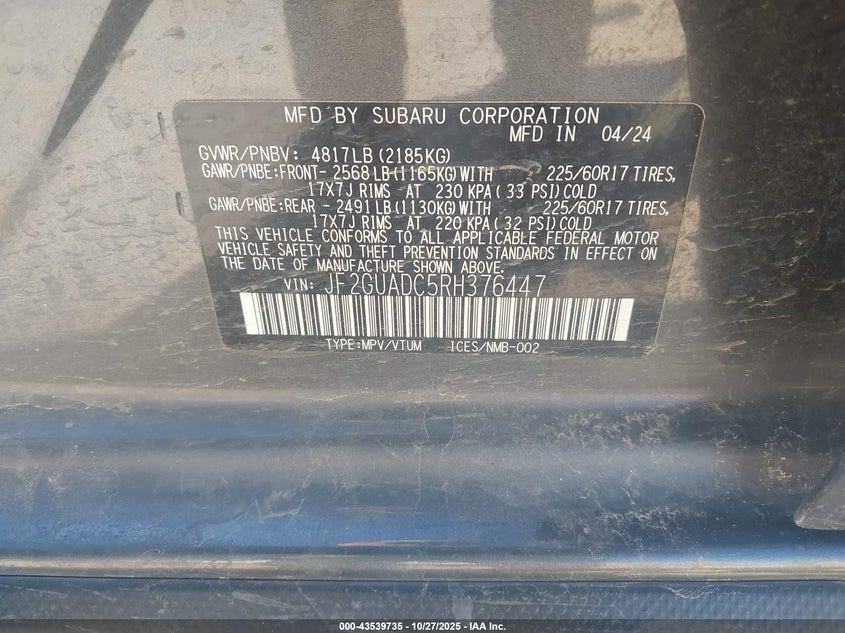 MFD BY SUBARU CORPORATION
MFD IN 04/24
GVWR/PNBV: 4817LB(2185KG)
GAWR/PNBE:FRONT- 2568LB(1165KG)WITH 225/60R17 TIRES,
17X7J RIMS AT 230 KPA( 33 PSI)COLD
GAWR/PNBE:REAR - 2491LB(1130KG)WITH 225/60R17 TIRES,
17X7J RIMS AT 220 KPA( 32 PSI)COLD
THIS VEHICLE CONFORMS TO ALL APPLICABLE FEDERAL MOTOR
VEHICLE SAFETY AND THEFT PREVENTION STANDARDS IN EFFECT ON
THE DATE OF MANUFACTURE SHOWN ABOVE.
VIN: JF2GUADC5RH376447
TYPE:MPV/VTUM ICES/NMB-002
000-43539735 - 10/27/2025 - IAA Inc.